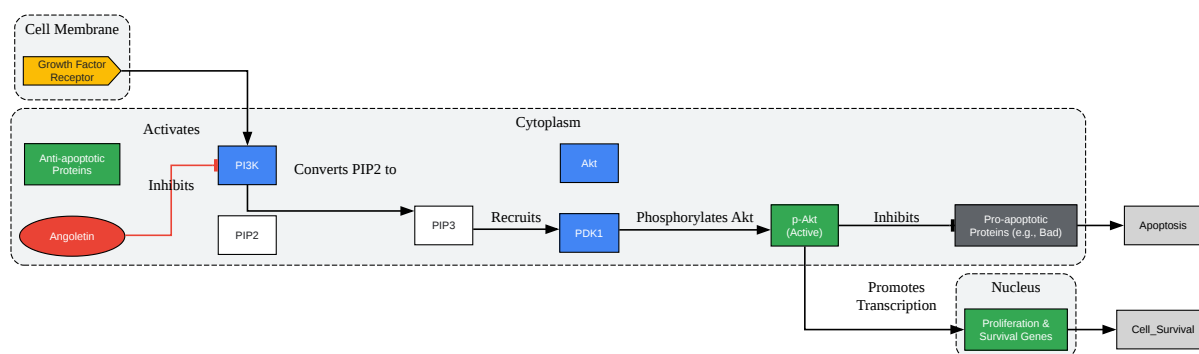 Cell Membrane
Growth Factor
Receptor
Cytoplasm
Activates
Anti-apoptotic
Proteins
PI3K
Converts PIP2 to
Akt
Inhibits
Angoletin
PIP2
PIP3
Recruits
PDK1
Phosphorylates Akt
p-Akt
(Active)
Inhibits
Pro-apoptotic
Proteins (e.g., Bad)
Apoptosis
Promotes
Transcription
Nucleus
Proliferation &
Survival Genes
Cell_Survival